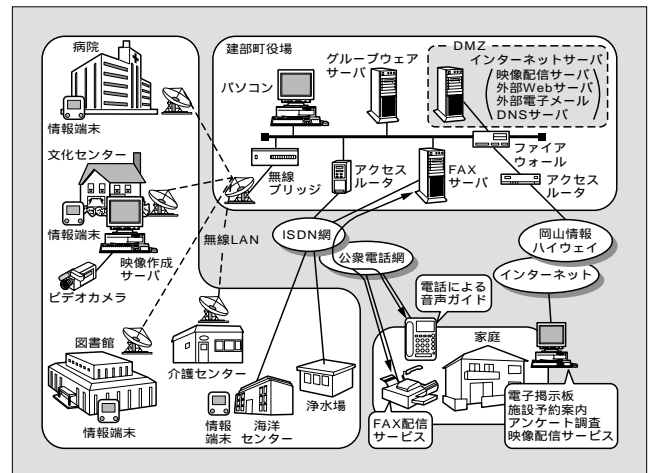 病院
情報端末
文化センター
情報端末
映像作成
サーバ
ビデオカメラ
図書館
情報端末
無線LAN
介護センター
情報
端末
海洋
センター
浄水場
建部町役場
パソコン
グループウェア
サーバ
DMZ
インターネットサーバ
映像配信サーバ
外部Webサーバ
外部電子メール
DNSサーバ
無線
ブリッジ
アクセス
ルータ
FAX
サーバ
ファイア
ウォール
アクセス
ルータ
ISDN網
公衆電話網
岡山情報
ハイウェイ
インターネット
電話による
音声ガイド
家庭
FAX配信
サービス
電子掲示板
施設予約案内
アンケート調査
映像配信サービス